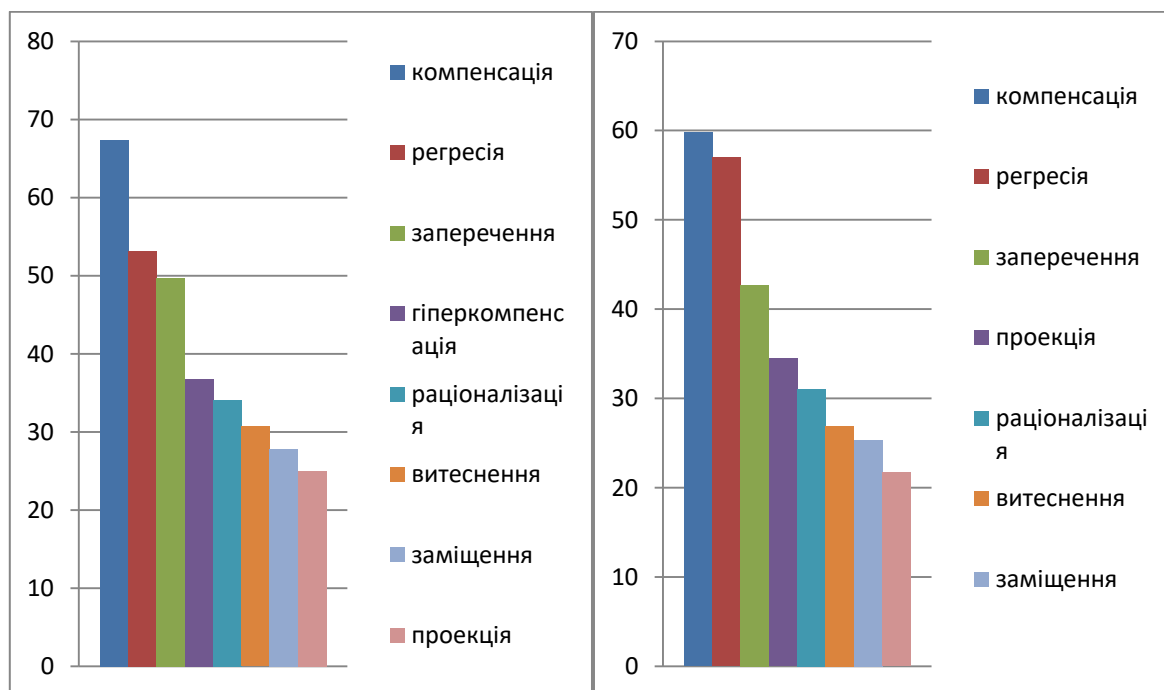 80
70
60
50
40
30
20
10
0
компенсація
регресія
заперечення
гіперкомпенс
ація
раціоналізаці
я
витеснення
заміщення
проекція
70
60
50
40
30
20
10
0
компенсація
регресія
заперечення
проекція
раціоналізаці
я
витеснення
заміщення